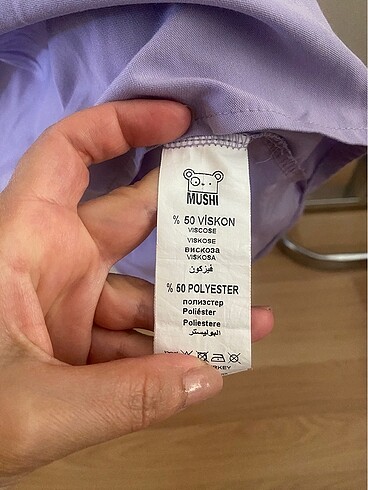 MUSHI
% 50 VİSKON
VISCOSE
VISKOSE
вискоза
VISKOSA
فيزكون
% 50 POLYESTER
полиэстер
Poliéster
Poliestere
البوليستر